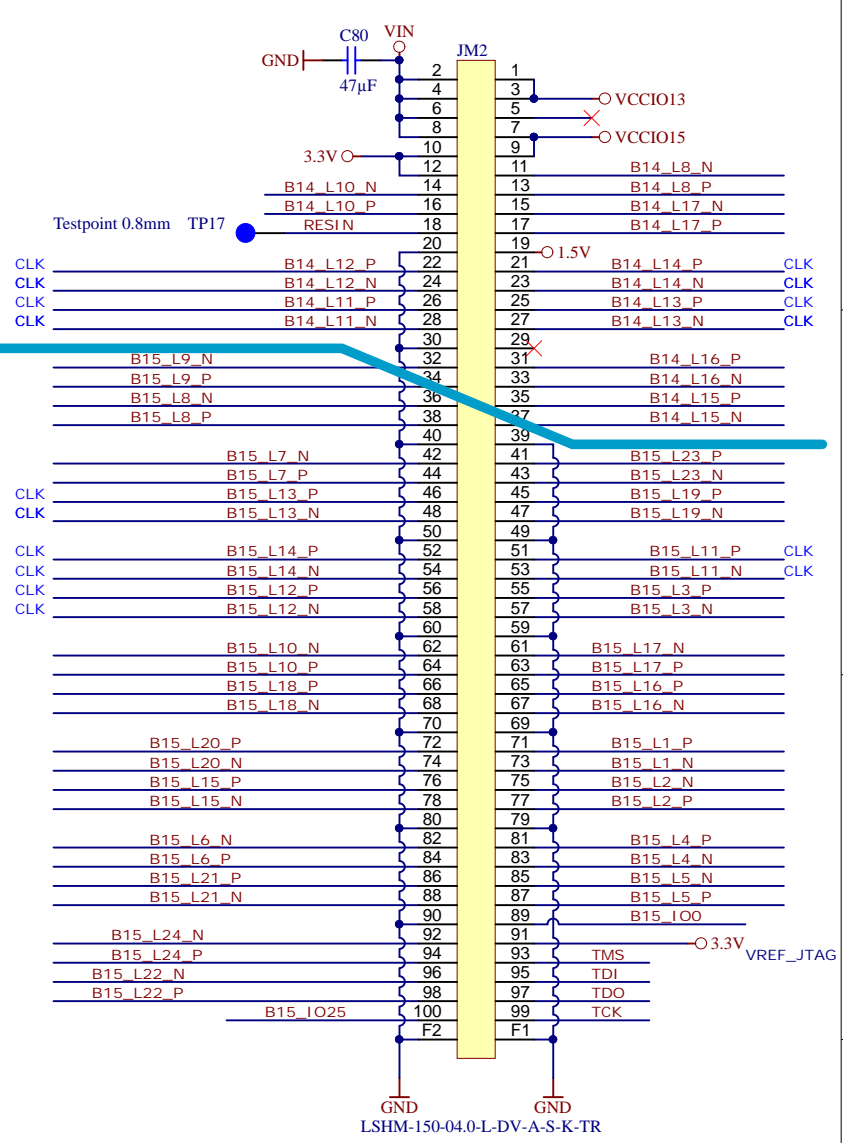 C80 VIN
GND JM2
47µF
2 1
4 3 VCCIO13
6 5
8 7 VCCIO15
3.3V 10 9
12 11 B14_L8_N
B14_L10_N 14 13 B14_L8_P
B14_L10_P 16 15 B14_L17_N
Testpoint 0.8mm TP17 RESIN 18 17 B14_L17_P
20 19 1.5V
CLK B14_L12_P 22 21 B14_L14_P CLK
CLK B14_L12_N 24 23 B14_L14_N CLK
CLK B14_L11_P 26 25 B14_L13_P CLK
CLK B14_L11_N 28 27 B14_L13_N CLK
30 29
B15_L9_N 32 31 B14_L16_P
B15_L9_P 34 33 B14_L16_N
B15_L8_N 36 35 B14_L15_P
B15_L8_P 38 37 B14_L15_N
40 39
B15_L7_N 42 41 B15_L23_P
B15_L7_P 44 43 B15_L23_N
CLK B15_L13_P 46 45 B15_L19_P
CLK B15_L13_N 48 47 B15_L19_N
50 49
CLK B15_L14_P 52 51 B15_L11_P CLK
CLK B15_L14_N 54 53 B15_L11_N CLK
CLK B15_L12_P 56 55 B15_L3_P
CLK B15_L12_N 58 57 B15_L3_N
60 59
B15_L10_N 62 61 B15_L17_N
B15_L10_P 64 63 B15_L17_P
B15_L18_P 66 65 B15_L16_P
B15_L18_N 68 67 B15_L16_N
70 69
B15_L20_P 72 71 B15_L1_P
B15_L20_N 74 73 B15_L1_N
B15_L15_P 76 75 B15_L2_N
B15_L15_N 78 77 B15_L2_P
80 79
B15_L6_N 82 81 B15_L4_P
B15_L6_P 84 83 B15_L4_N
B15_L21_P 86 85 B15_L5_N
B15_L21_N 88 87 B15_L5_P
90 89 B15_IO0
B15_L24_N 92 91 3.3V VREF_JTAG
B15_L24_P 94 93 TMS
B15_L22_N 96 95 TDI
B15_L22_P 98 97 TDO
B15_IO25 100 99 TCK
F2 F1
GND GND
LSHM-150-04.0-L-DV-A-S-K-TR